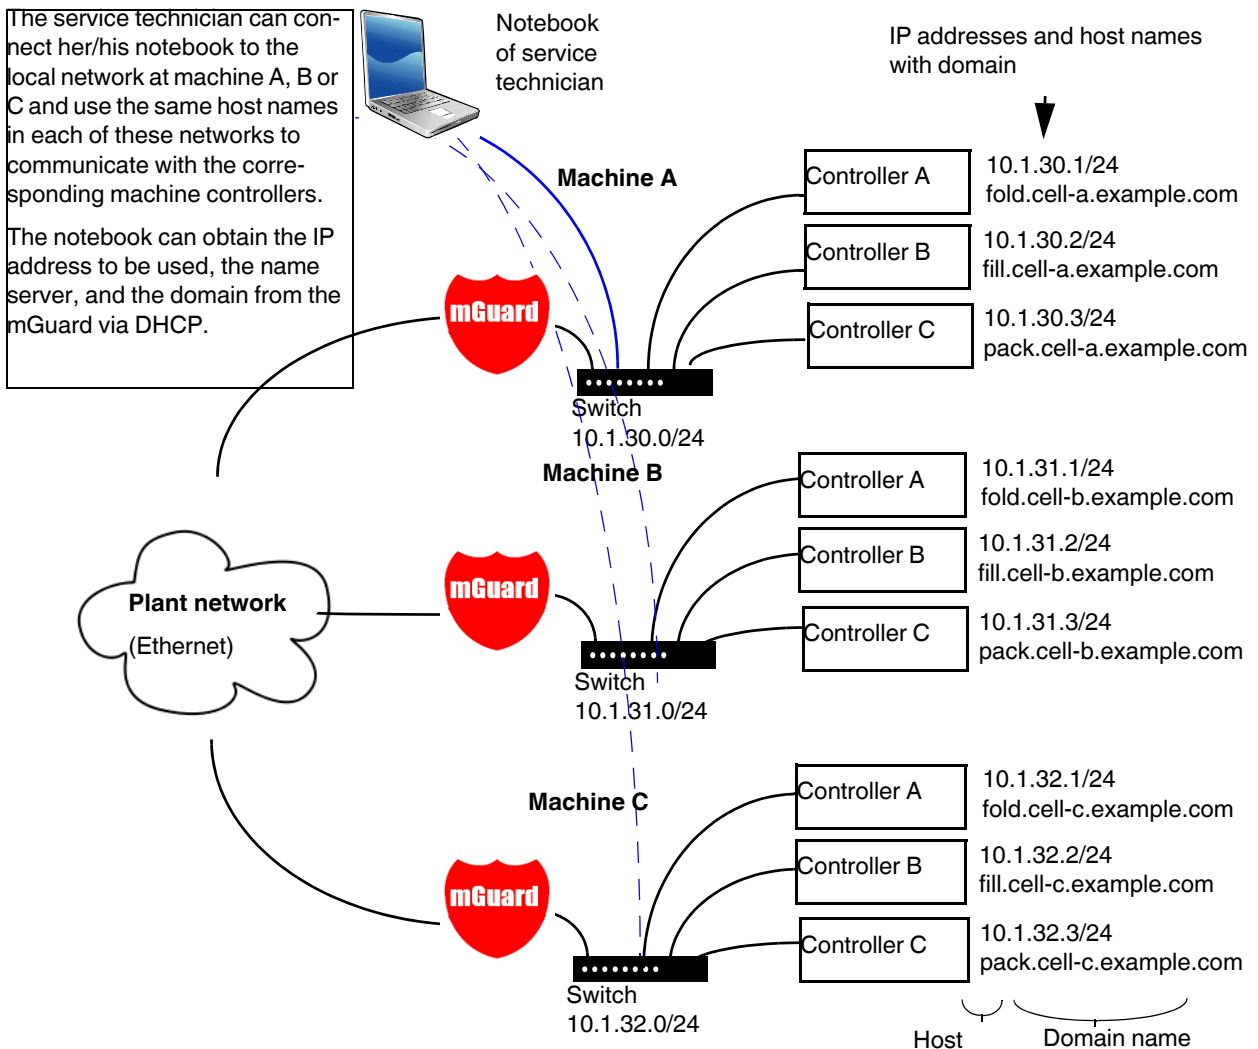 The service technician can con-
nect her/his notebook to the
local network at machine A, B or
C and use the same host names
in each of these networks to
communicate with the corre-
sponding machine controllers.
The notebook can obtain the IP
address to be used, the name
server, and the domain from the
mGuard via DHCP.
Notebook
of service
technician
IP addresses and host names
with domain
Machine A
mGuard
Switch
10.1.30.0/24
Controller A
10.1.30.1/24
fold.cell-a.example.com
Controller B
10.1.30.2/24
fill.cell-a.example.com
Controller C
10.1.30.3/24
pack.cell-a.example.com
Machine B
Plant network
(Ethernet)
mGuard
Switch
10.1.31.0/24
Controller A
10.1.31.1/24
fold.cell-b.example.com
Controller B
10.1.31.2/24
fill.cell-b.example.com
Controller C
10.1.31.3/24
pack.cell-b.example.com
Machine C
mGuard
Switch
10.1.32.0/24
Controller A
10.1.32.1/24
fold.cell-c.example.com
Controller B
10.1.32.2/24
fill.cell-c.example.com
Controller C
10.1.32.3/24
pack.cell-c.example.com
Host
Domain name